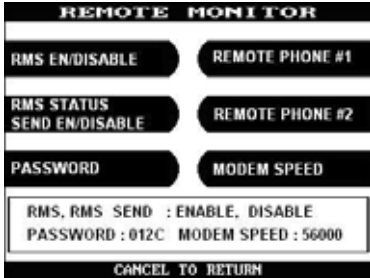 REMOTE MONITOR
RMS EN/DISABLE
REMOTE PHONE #1
RMS STATUS
SEND EN/DISABLE
REMOTE PHONE #2
PASSWORD
MODEM SPEED
RMS, RMS SEND : ENABLE, DISABLE
PASSWORD : 012C MODEM SPEED : 56000
CANCEL TO RETURN